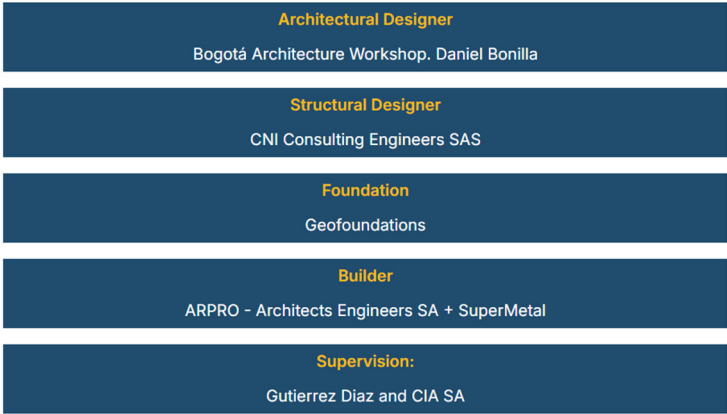 Architectural Designer
Bogotá Architecture Workshop. Daniel Bonilla
Structural Designer
CNI Consulting Engineers SAS
Foundation
Geofoundations
Builder
ARPRO - Architects Engineers SA + SuperMetal
Supervision:
Gutierrez Diaz and CIA SA